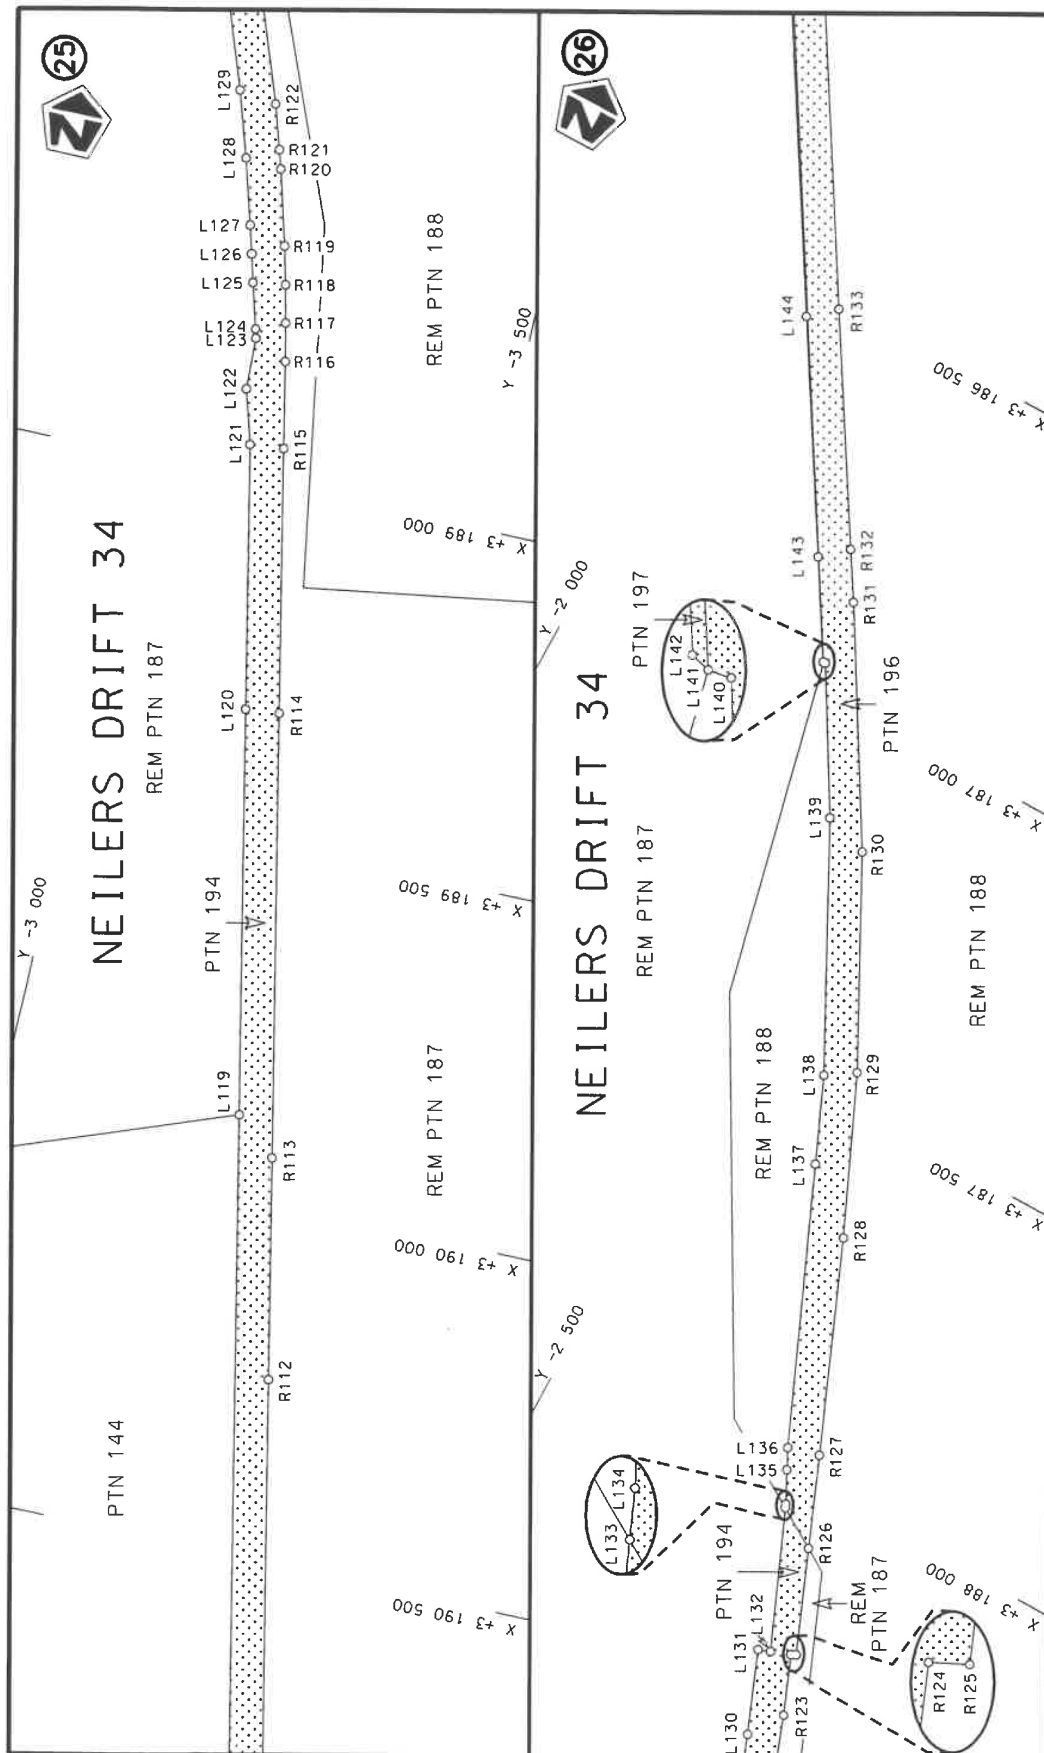 25
N
L129
R122
L128
R121
R120
L127
L126
R119
L125
R118
L124
R117
L123
R116
L122
L121
R115
REM PTN 188
Y -3 500
X +3 189 000
NEILERS DRIFT 34
REM PTN 187
L120
R114
PTN 194
Y -3 000
X +3 189 500
L119
R113
REM PTN 187
X +3 190 000
R112
PTN 144
X +3 190 500
26
N
L144
R133
X +3 186 500
L143
R132
R131
Y -2 000
PTN 197
L142
L141
L140
PTN 196
NEILERS DRIFT 34
REM PTN 187
L139
R130
X +3 187 000
REM PTN 188
REM PTN 188
L138
R129
L137
R128
X +3 187 500
Y -2 500
L136
L135
R127
L134
L133
R126
PTN 194
REM
PTN 187
X +3 188 000
L132
L131
R124
R125
L130
R123